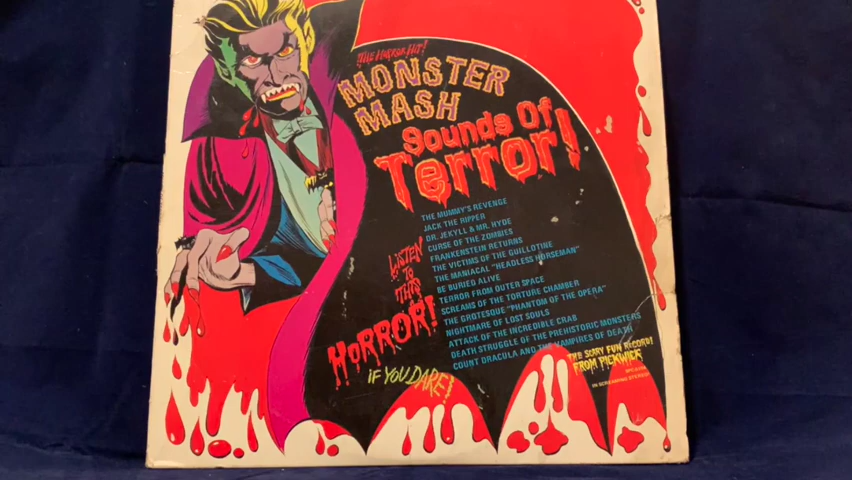 THE HORROR HIT!
MONSTER
MASH
Sounds Of
Terror!
THE MUMMY'S REVENGE
JACK THE RIPPER
DR. JEKYLL & MR. HYDE
CURSE OF THE ZOMBIES
FRANKENSTEIN RETURNS
THE VICTIMS OF THE GUILLOTINE
THE MANIACAL "HEADLESS HORSEMAN"
BE BURIED ALIVE
TERROR FROM OUTER SPACE
SCREAMS OF THE TORTURE CHAMBER
THE GROTESQUE "PHANTOM OF THE OPERA"
NIGHTMARE OF LOST SOULS
ATTACK OF THE INCREDIBLE CRAB
DEATH STRUGGLE OF THE PREHISTORIC MONSTERS
COUNT DRACULA AND THE VAMPIRES OF DEATH
LISTEN
TO
THIS
HORROR!
IF YOU DARE!
THE SCARY FUN RECORD!
FROM PICKWICK
IN SCREAMING STEREO!